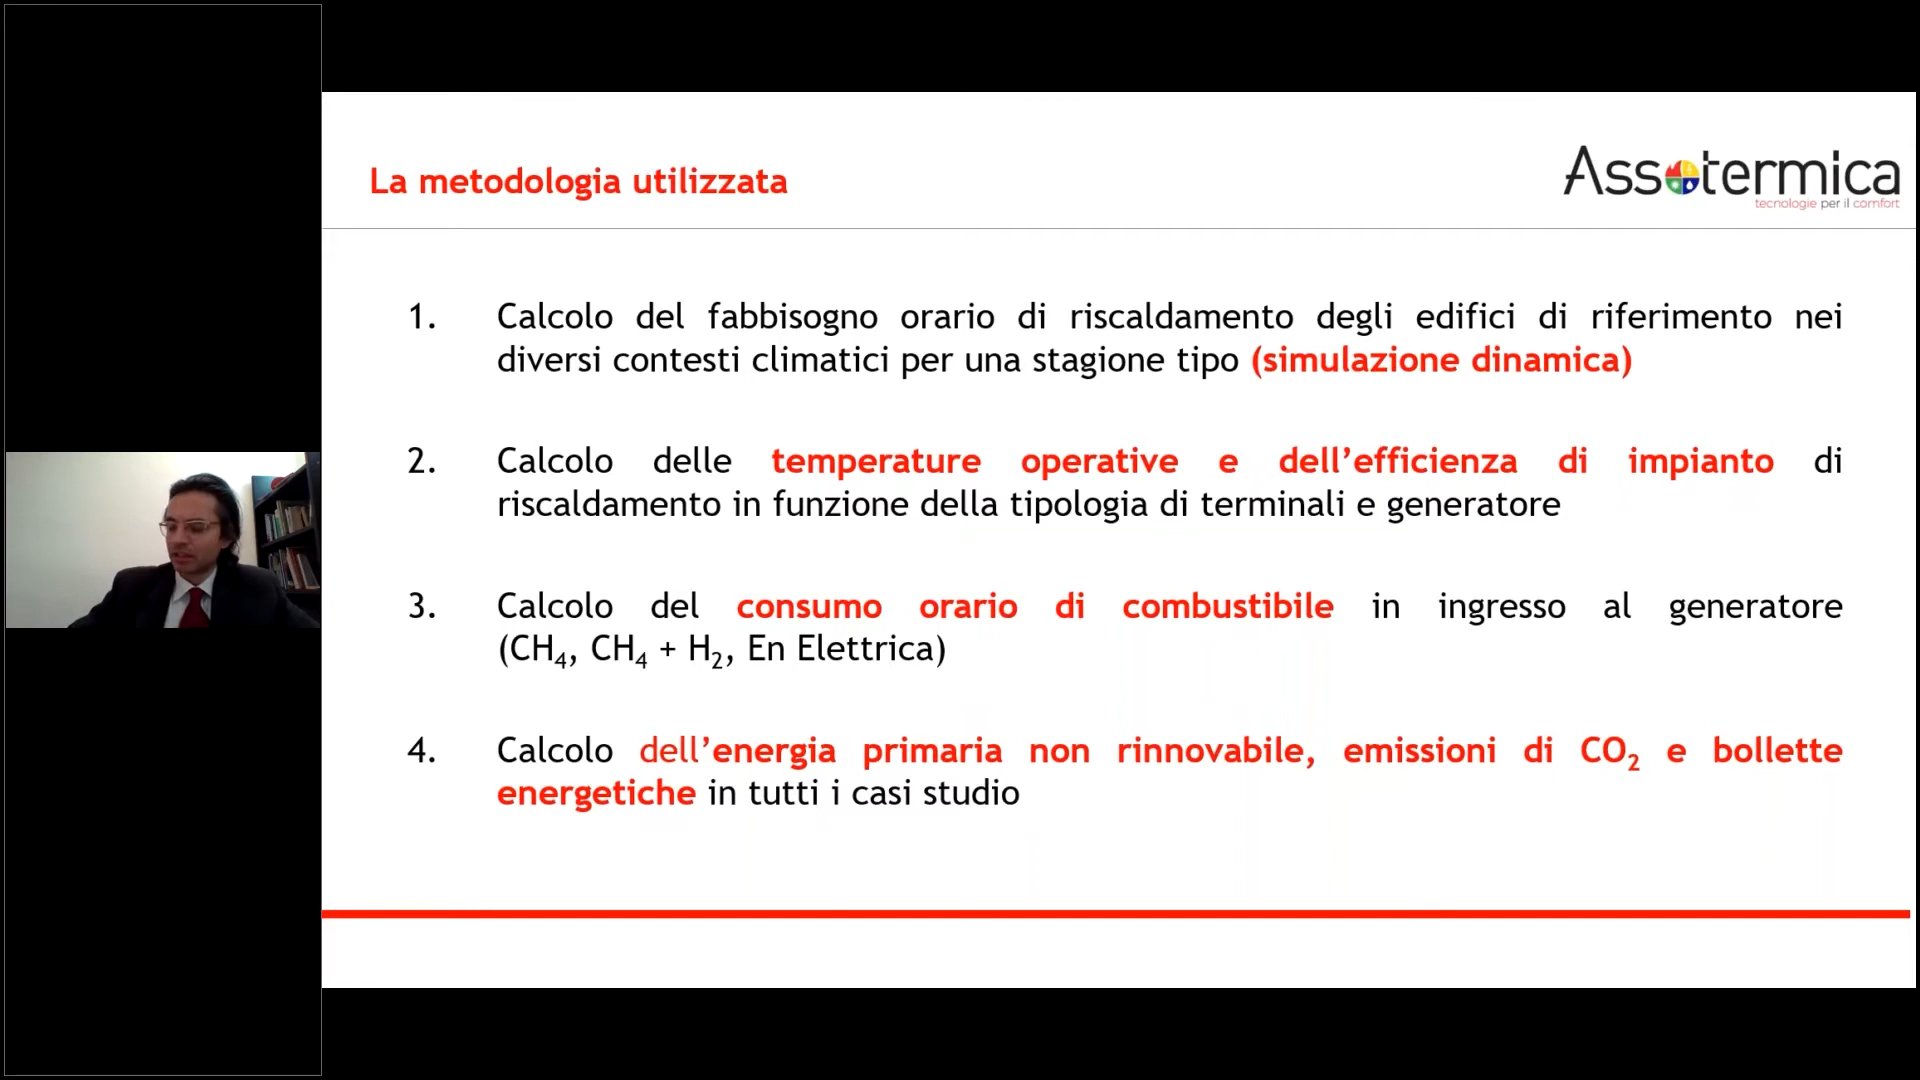 La metodologia utilizzata
Assotermica
tecnologie per il comfort
1. Calcolo del fabbisogno orario di riscaldamento degli edifici di riferimento nei
diversi contesti climatici per una stagione tipo (simulazione dinamica)
2. Calcolo delle temperature operative e dell’efficienza di impianto di
riscaldamento in funzione della tipologia di terminali e generatore
3. Calcolo del consumo orario di combustibile in ingresso al generatore
(CH₄, CH₄ + H₂, En Elettrica)
4. Calcolo dell’energia primaria non rinnovabile, emissioni di CO₂ e bollette
energetiche in tutti i casi studio